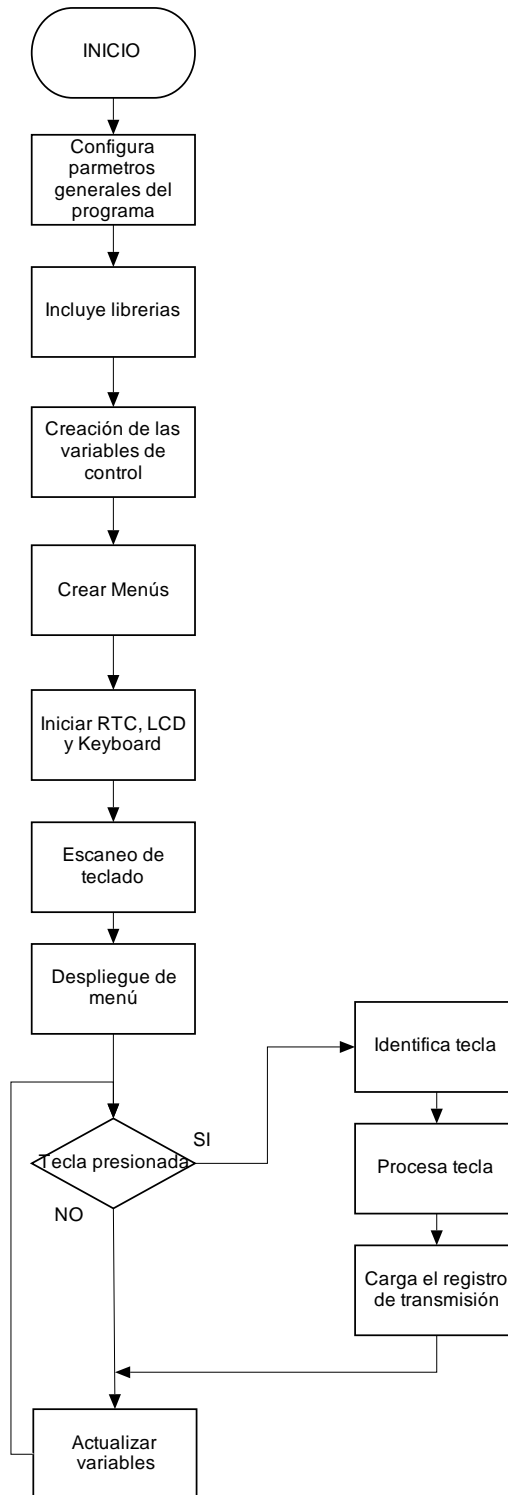 INICIO
Configura
parmetros
generales del
programa
Incluye librerias
Creación de las
variables de
control
Crear Menús
Iniciar RTC, LCD
y Keyboard
Escaneo de
teclado
Despliegue de
menú
Tecla presionada
SI
NO
Identifica tecla
Procesa tecla
Carga el registro
de transmisión
Actualizar
variables